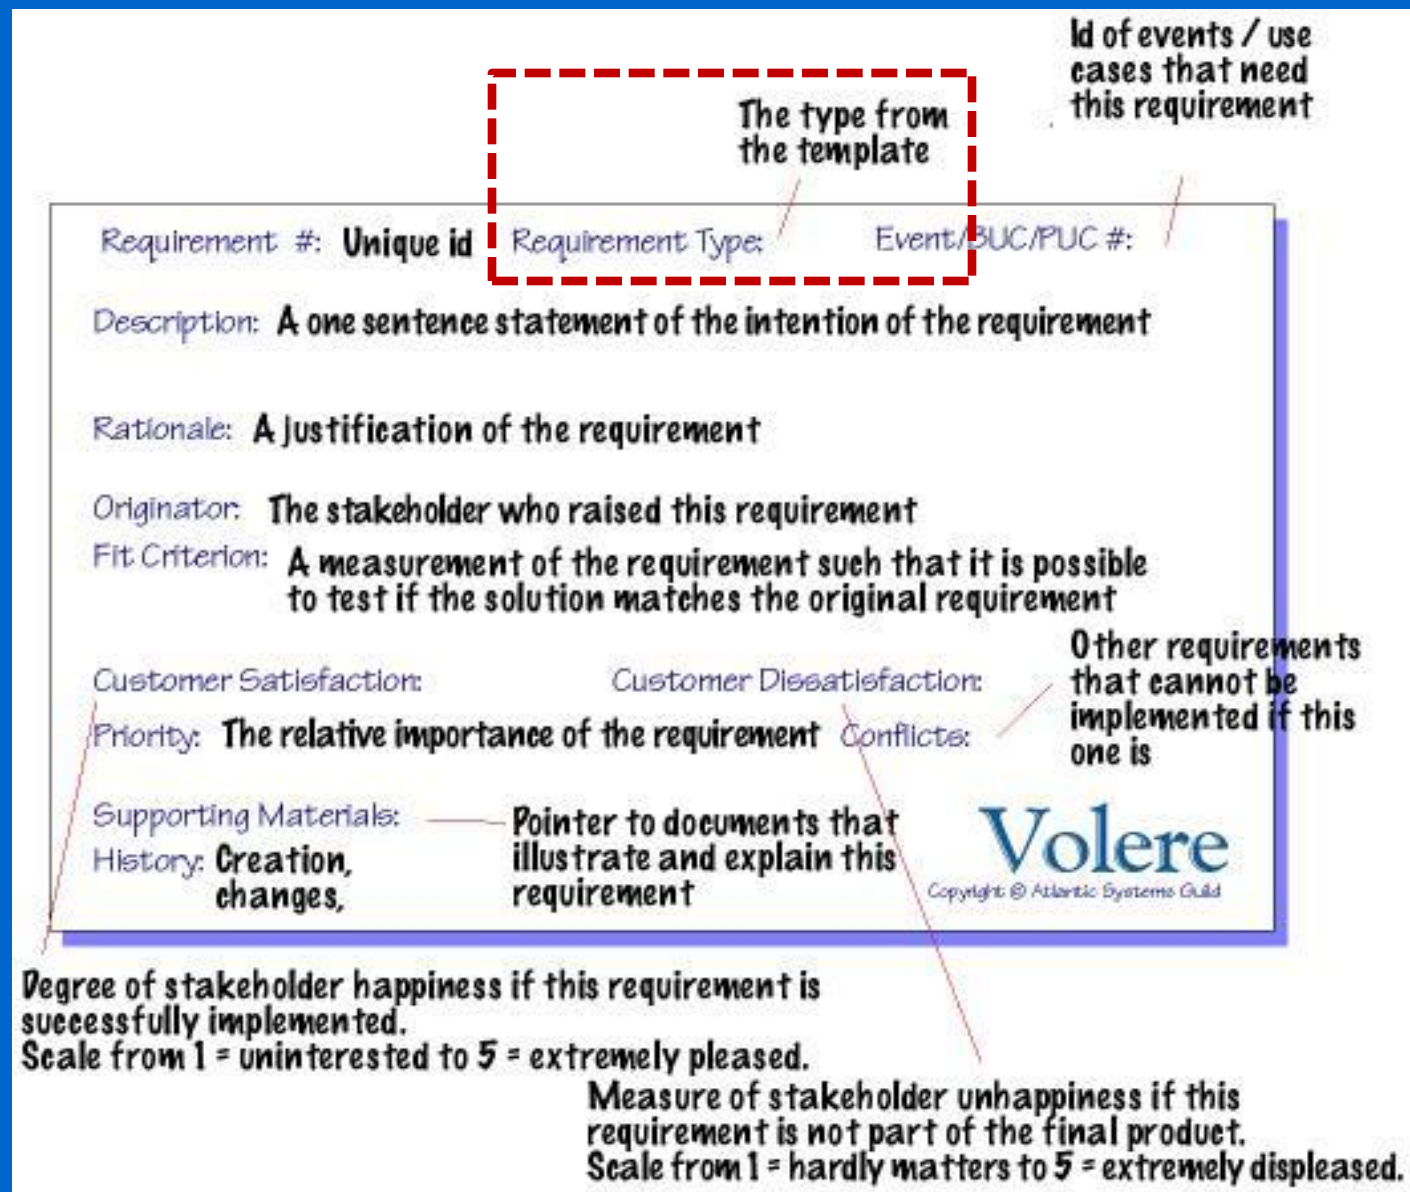 Id of events / use
cases that need
this requirement
The type from
the template
Requirement #: Unique id Requirement Type: Event/BUC/PUC #:
Description: A one sentence statement of the intention of the requirement
Rationale: A justification of the requirement
Originator: The stakeholder who raised this requirement
Fit Criterion: A measurement of the requirement such that it is possible
to test if the solution matches the original requirement
Customer Satisfaction: Customer Dissatisfaction:
Other requirements
that cannot be
implemented if this
one is
Priority: The relative importance of the requirement Conflicts:
Supporting Materials: Pointer to documents that
illustrate and explain this
requirement
History: Creation,
changes,
Volere
Copyright © Atlantic Systems Guild
Degree of stakeholder happiness if this requirement is
successfully implemented.
Scale from 1 = uninterested to 5 = extremely pleased.
Measure of stakeholder unhappiness if this
requirement is not part of the final product.
Scale from 1 = hardly matters to 5 = extremely displeased.